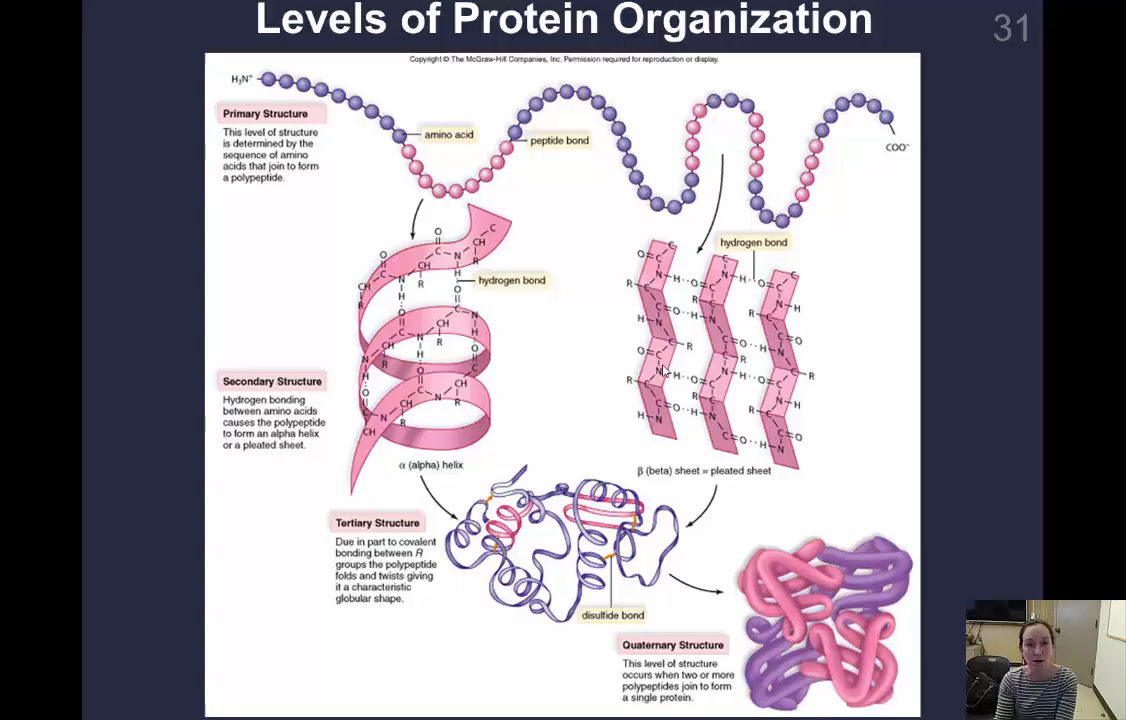 Levels of Protein Organization
31
Copyright © The McGraw-Hill Companies, Inc. Permission required for reproduction or display.
H₃N⁺
Primary Structure
This level of structure
is determined by the
sequence of amino
acids that join to form
a polypeptide.
amino acid
peptide bond
COO⁻
hydrogen bond
hydrogen bond
Secondary Structure
Hydrogen bonding
between amino acids
causes the polypeptide
to form an alpha helix
or a pleated sheet.
α (alpha) helix
β (beta) sheet = pleated sheet
Tertiary Structure
Due in part to covalent
bonding between R
groups the polypeptide
folds and twists giving
it a characteristic
globular shape.
disulfide bond
Quaternary Structure
This level of structure
occurs when two or more
polypeptides join to form
a single protein.